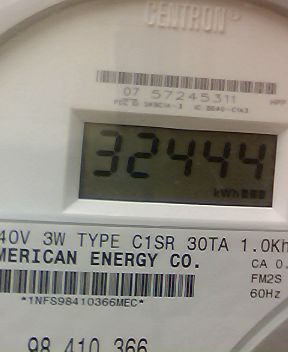 CENTRON®
07 57245311
HPP
32444
kWh
40V 3W TYPE C1SR 30TA 1.0Kh
MERICAN ENERGY CO.
CA 0.
FM2S
60Hz
*1NFS98410366MEC*
98 410 366